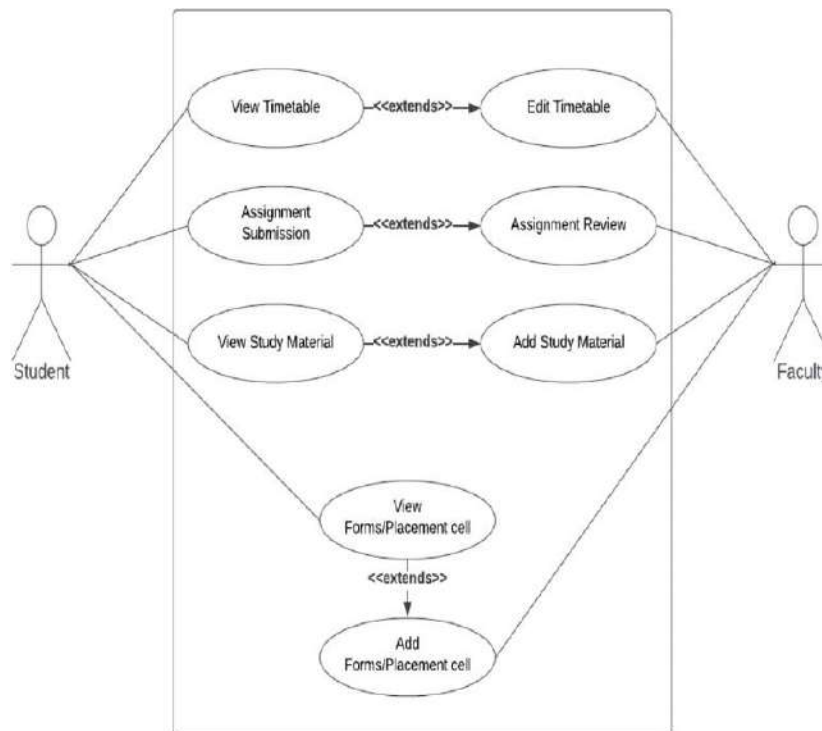 View Timetable <<extends>> Edit Timetable
Assignment
Submission
<<extends>> Assignment Review
View Study Material <<extends>> Add Study Material
Student
Faculty
View
Forms/Placement cell
<<extends>>
Add
Forms/Placement cell